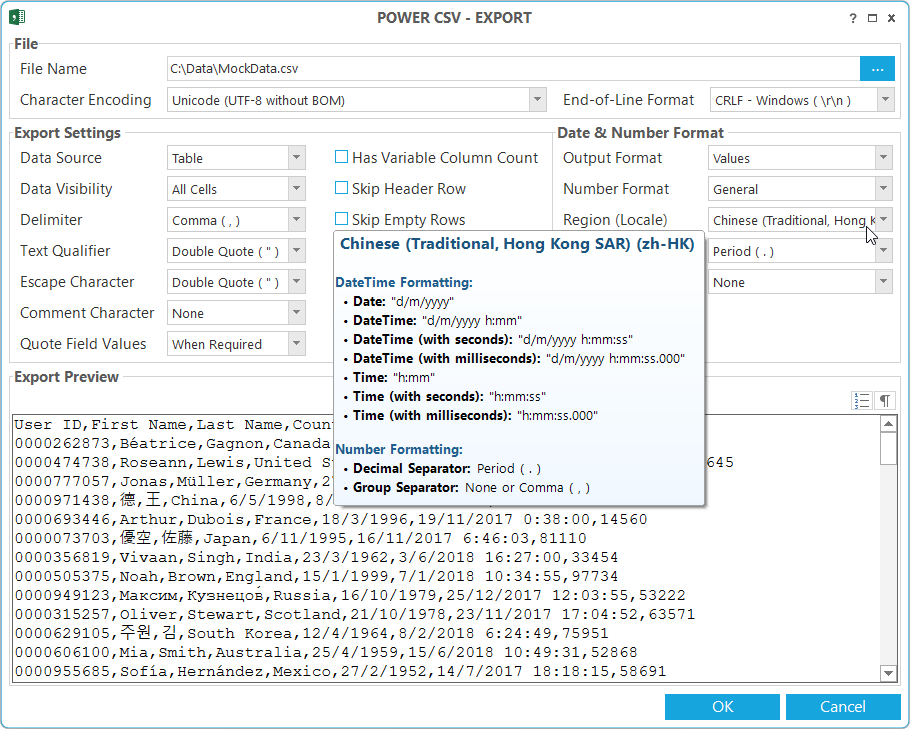 POWER CSV - EXPORT
?
File
File Name C:\Data\MockData.csv ...
Character Encoding Unicode (UTF-8 without BOM) End-of-Line Format CRLF - Windows ( \r\n )
Export Settings Date & Number Format
Data Source Table Has Variable Column Count Output Format Values
Data Visibility All Cells Skip Header Row Number Format General
Delimiter Comma ( , ) Skip Empty Rows Region (Locale) Chinese (Traditional, Hong K
Text Qualifier Double Quote ( " ) Period ( . )
Escape Character Double Quote ( " ) None
Comment Character None
Quote Field Values When Required
Chinese (Traditional, Hong Kong SAR) (zh-HK)
DateTime Formatting:
• Date: "d/m/yyyy"
• DateTime: "d/m/yyyy h:mm"
• DateTime (with seconds): "d/m/yyyy h:mm:ss"
• DateTime (with milliseconds): "d/m/yyyy h:mm:ss.000"
• Time: "h:mm"
• Time (with seconds): "h:mm:ss"
• Time (with milliseconds): "h:mm:ss.000"
Number Formatting:
• Decimal Separator: Period ( . )
• Group Separator: None or Comma ( , )
Export Preview
¶
User ID,First Name,Last Name,Coun
0000262873,Béatrice,Gagnon,Canada
0000474738,Roseann,Lewis,United S 645
0000777057,Jonas,Müller,Germany,2
0000971438,德,王,China,6/5/1998,8/
0000693446,Arthur,Dubois,France,18/3/1996,19/11/2017 0:38:00,14560
0000073703,優空,佐藤,Japan,6/11/1995,16/11/2017 6:46:03,81110
0000356819,Vivaan,Singh,India,23/3/1962,3/6/2018 16:27:00,33454
0000505375,Noah,Brown,England,15/1/1999,7/1/2018 10:34:55,97734
0000949123,Максим,Кузнецов,Russia,16/10/1979,25/12/2017 12:03:55,53222
0000315257,Oliver,Stewart,Scotland,21/10/1978,23/11/2017 17:04:52,63571
0000629105,주원,김,South Korea,12/4/1964,8/2/2018 6:24:49,75951
0000606100,Mia,Smith,Australia,25/4/1959,15/6/2018 10:49:31,52868
0000955685,Sofía,Hernández,Mexico,27/2/1952,14/7/2017 18:18:15,58691
OK Cancel